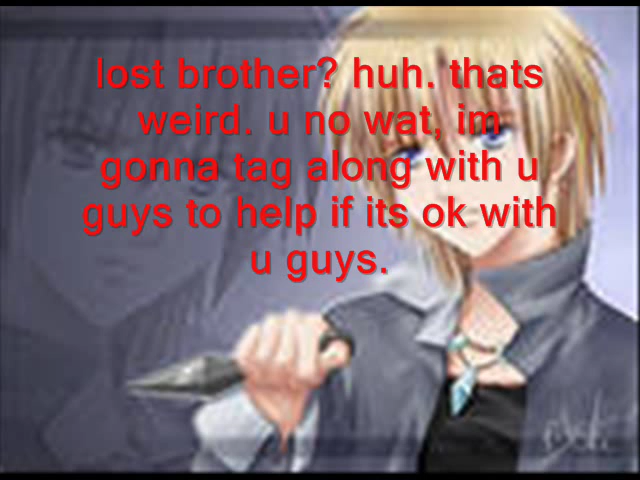 lost brother? huh. thats
weird. u no wat, im
gonna tag along with u
guys to help if its ok with
u guys.